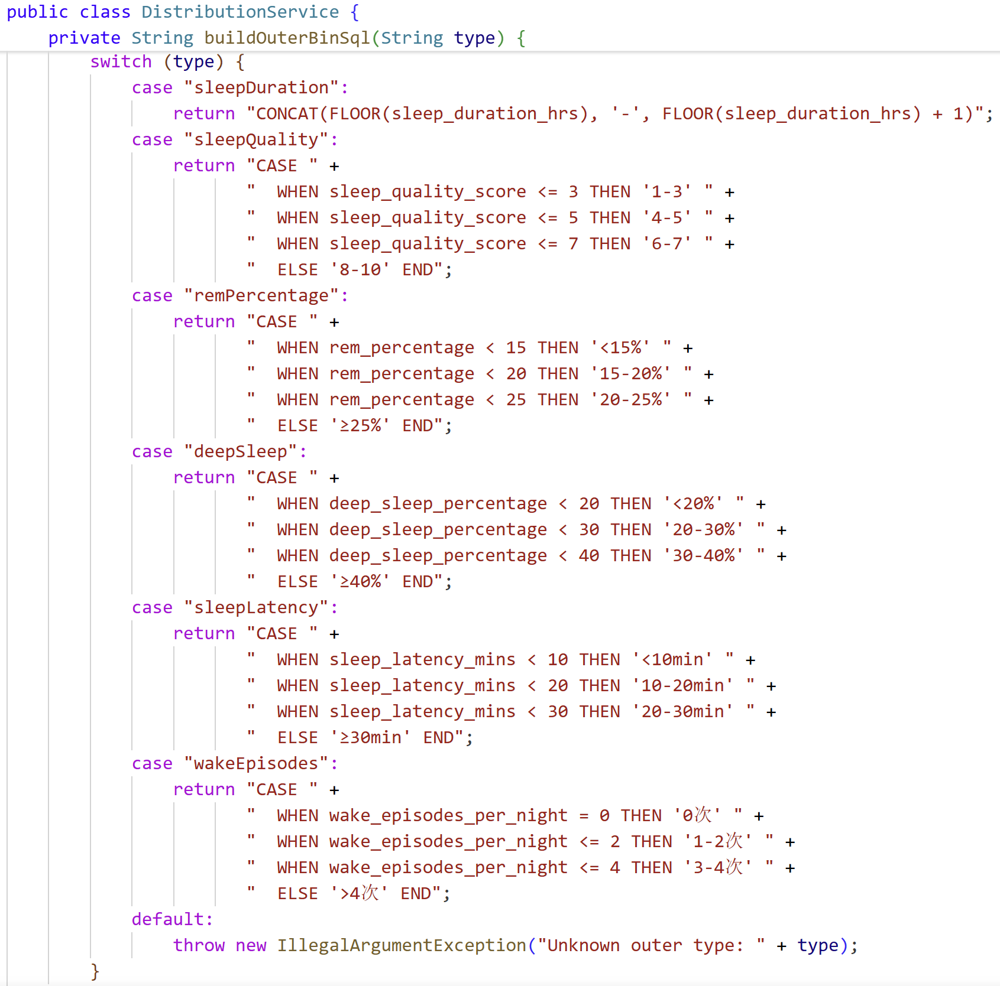 public class DistributionService {
    private String buildOuterBinSql(String type) {
        switch (type) {
            case "sleepDuration":
                return "CONCAT(FLOOR(sleep_duration_hrs), '-', FLOOR(sleep_duration_hrs) + 1)";
            case "sleepQuality":
                return "CASE " +
                       "  WHEN sleep_quality_score <= 3 THEN '1-3' " +
                       "  WHEN sleep_quality_score <= 5 THEN '4-5' " +
                       "  WHEN sleep_quality_score <= 7 THEN '6-7' " +
                       "  ELSE '8-10' END";
            case "remPercentage":
                return "CASE " +
                       "  WHEN rem_percentage < 15 THEN '<15%' " +
                       "  WHEN rem_percentage < 20 THEN '15-20%' " +
                       "  WHEN rem_percentage < 25 THEN '20-25%' " +
                       "  ELSE '≥25%' END";
            case "deepSleep":
                return "CASE " +
                       "  WHEN deep_sleep_percentage < 20 THEN '<20%' " +
                       "  WHEN deep_sleep_percentage < 30 THEN '20-30%' " +
                       "  WHEN deep_sleep_percentage < 40 THEN '30-40%' " +
                       "  ELSE '≥40%' END";
            case "sleepLatency":
                return "CASE " +
                       "  WHEN sleep_latency_mins < 10 THEN '<10min' " +
                       "  WHEN sleep_latency_mins < 20 THEN '10-20min' " +
                       "  WHEN sleep_latency_mins < 30 THEN '20-30min' " +
                       "  ELSE '≥30min' END";
            case "wakeEpisodes":
                return "CASE " +
                       "  WHEN wake_episodes_per_night = 0 THEN '0次' " +
                       "  WHEN wake_episodes_per_night <= 2 THEN '1-2次' " +
                       "  WHEN wake_episodes_per_night <= 4 THEN '3-4次' " +
                       "  ELSE '>4次' END";
            default:
                throw new IllegalArgumentException("Unknown outer type: " + type);
        }